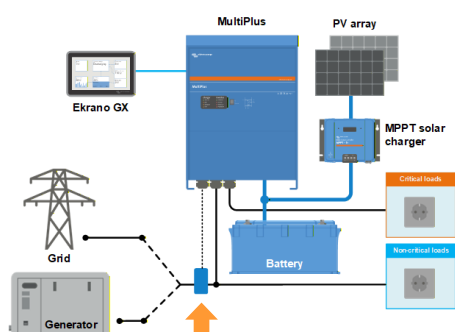 MultiPlus
PV array
Ekrano GX
MPPT solar
charger
Critical loads
Grid
Battery
Non-critical loads
Generator